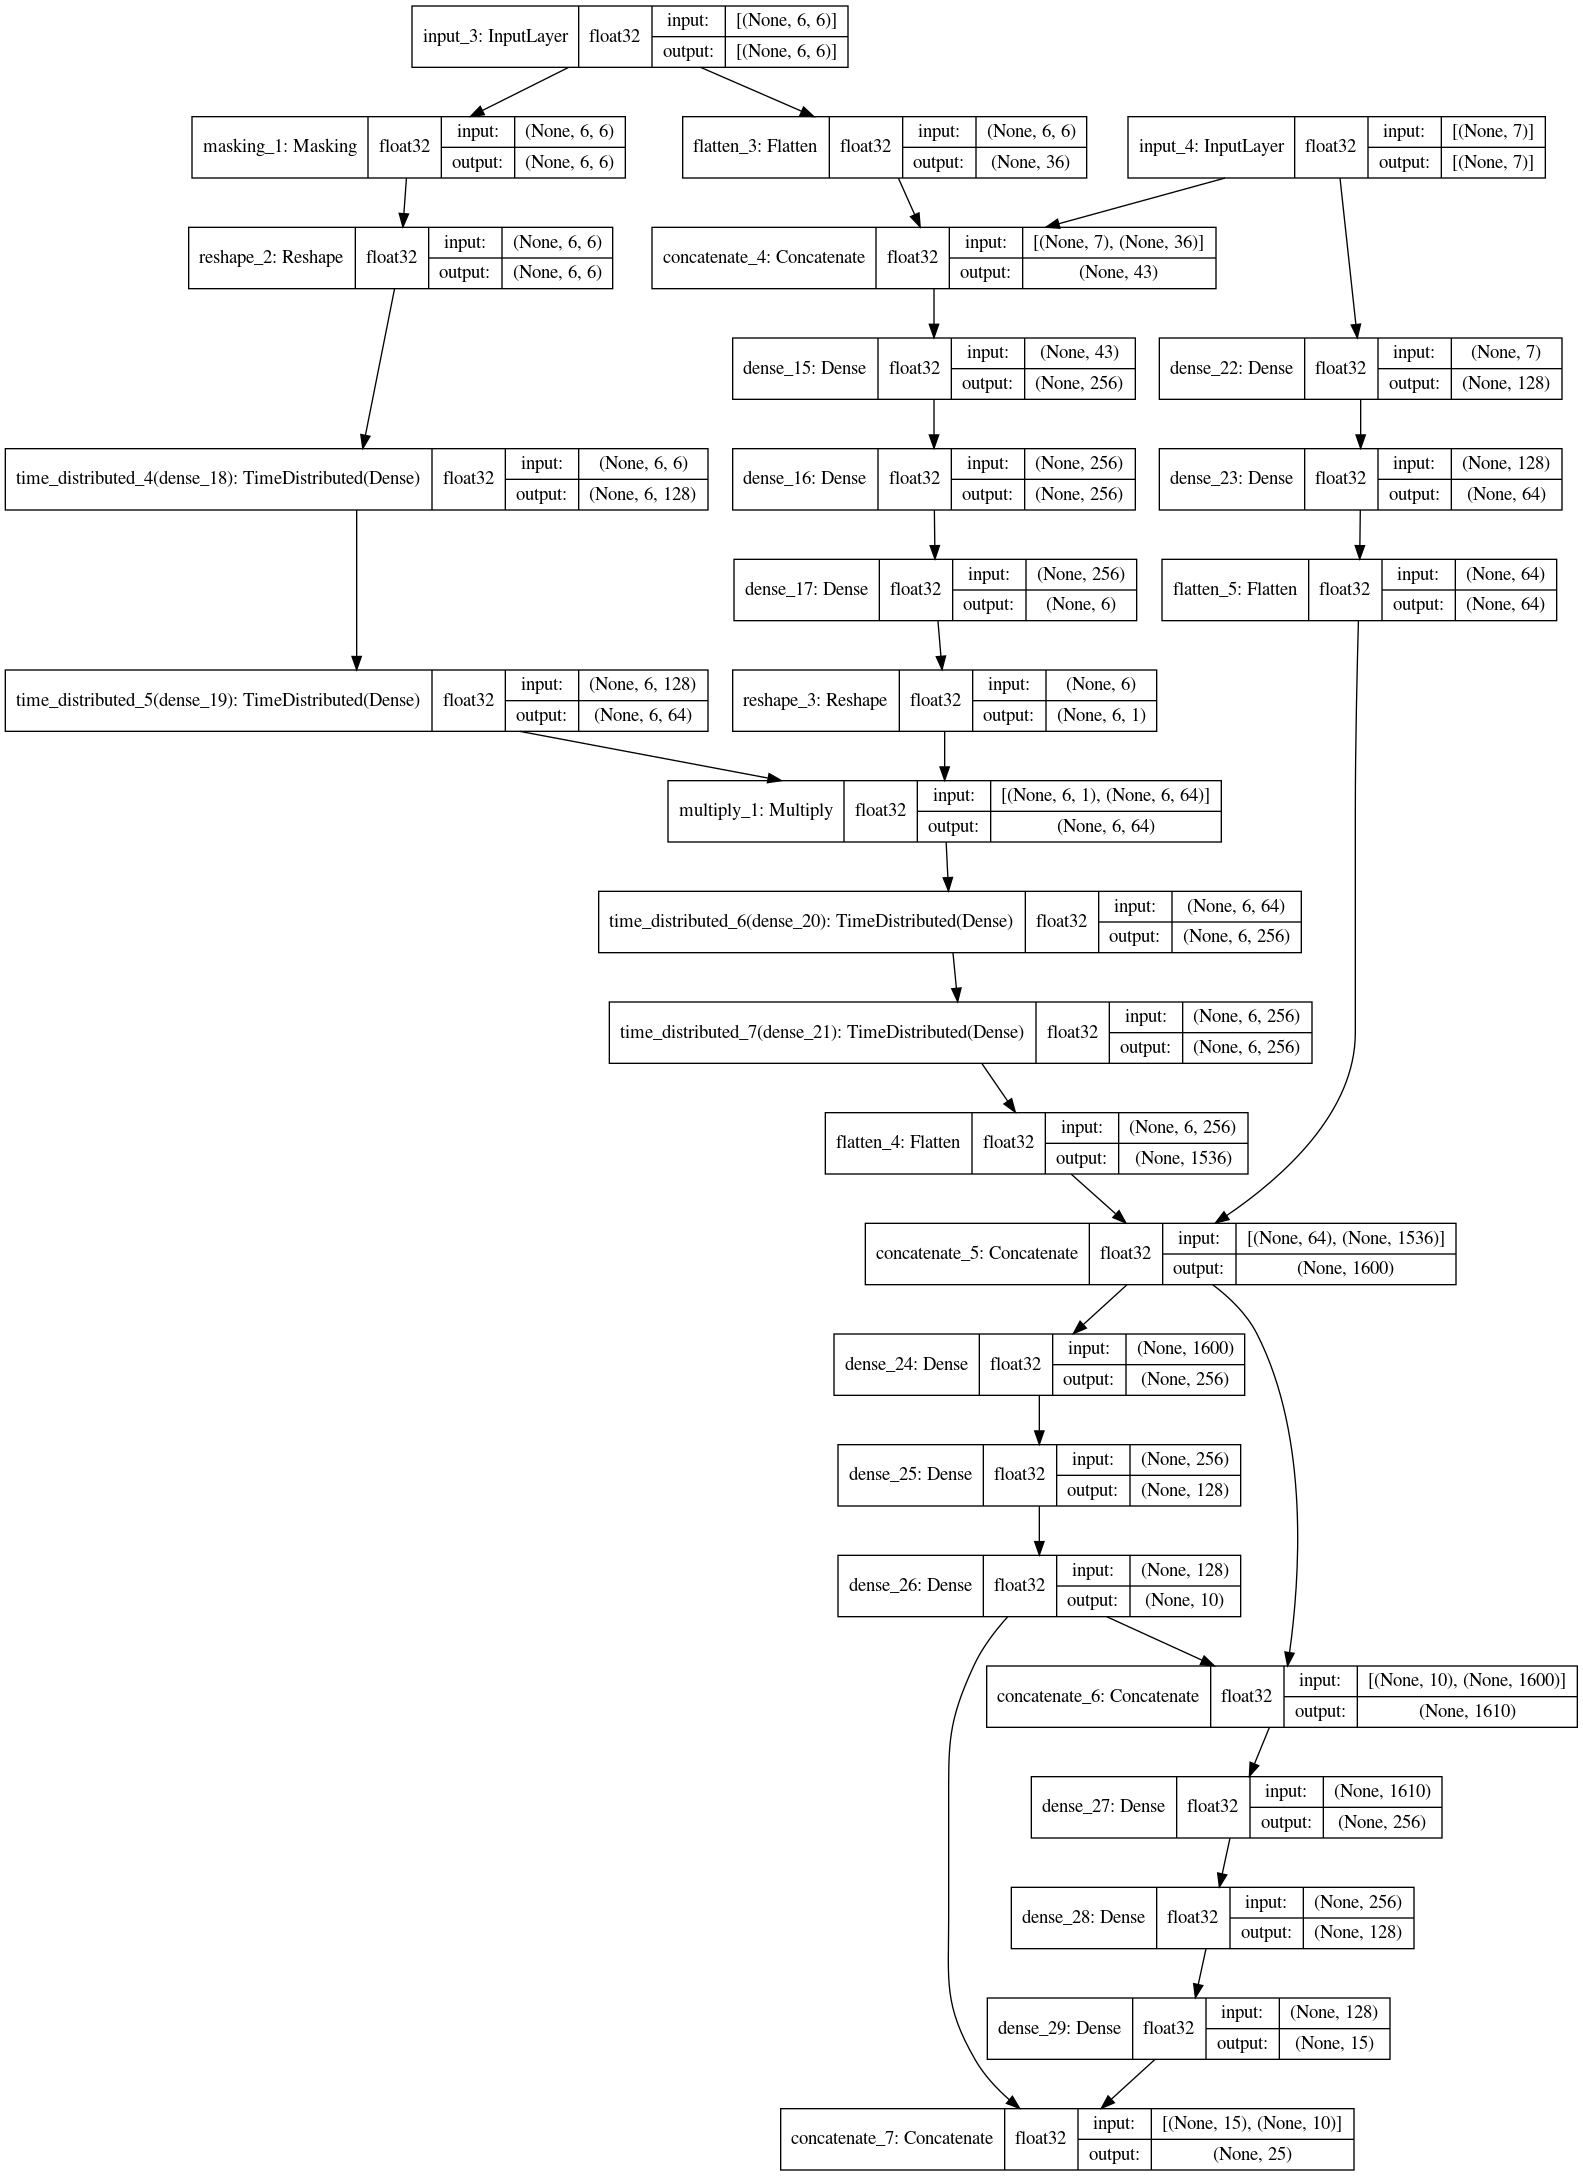 input_3: InputLayer float32 input: [(None, 6, 6)]
output: [(None, 6, 6)]
masking_1: Masking float32 input: (None, 6, 6)
output: (None, 6, 6)
flatten_3: Flatten float32 input: (None, 6, 6)
output: (None, 36)
input_4: InputLayer float32 input: [(None, 7)]
output: [(None, 7)]
reshape_2: Reshape float32 input: (None, 6, 6)
output: (None, 6, 6)
concatenate_4: Concatenate float32 input: [(None, 7), (None, 36)]
output: (None, 43)
dense_15: Dense float32 input: (None, 43)
output: (None, 256)
dense_22: Dense float32 input: (None, 7)
output: (None, 128)
time_distributed_4(dense_18): TimeDistributed(Dense) float32 input: (None, 6, 6)
output: (None, 6, 128)
dense_16: Dense float32 input: (None, 256)
output: (None, 256)
dense_23: Dense float32 input: (None, 128)
output: (None, 64)
dense_17: Dense float32 input: (None, 256)
output: (None, 6)
flatten_5: Flatten float32 input: (None, 64)
output: (None, 64)
time_distributed_5(dense_19): TimeDistributed(Dense) float32 input: (None, 6, 128)
output: (None, 6, 64)
reshape_3: Reshape float32 input: (None, 6)
output: (None, 6, 1)
multiply_1: Multiply float32 input: [(None, 6, 1), (None, 6, 64)]
output: (None, 6, 64)
time_distributed_6(dense_20): TimeDistributed(Dense) float32 input: (None, 6, 64)
output: (None, 6, 256)
time_distributed_7(dense_21): TimeDistributed(Dense) float32 input: (None, 6, 256)
output: (None, 6, 256)
flatten_4: Flatten float32 input: (None, 6, 256)
output: (None, 1536)
concatenate_5: Concatenate float32 input: [(None, 64), (None, 1536)]
output: (None, 1600)
dense_24: Dense float32 input: (None, 1600)
output: (None, 256)
dense_25: Dense float32 input: (None, 256)
output: (None, 128)
dense_26: Dense float32 input: (None, 128)
output: (None, 10)
concatenate_6: Concatenate float32 input: [(None, 10), (None, 1600)]
output: (None, 1610)
dense_27: Dense float32 input: (None, 1610)
output: (None, 256)
dense_28: Dense float32 input: (None, 256)
output: (None, 128)
dense_29: Dense float32 input: (None, 128)
output: (None, 15)
concatenate_7: Concatenate float32 input: [(None, 15), (None, 10)]
output: (None, 25)